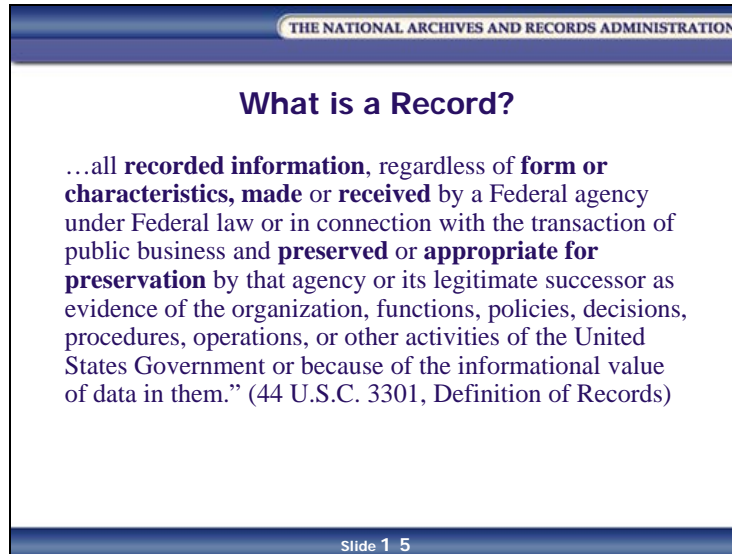 THE NATIONAL ARCHIVES AND RECORDS ADMINISTRATION
What is a Record?
…all recorded information, regardless of form or
characteristics, made or received by a Federal agency
under Federal law or in connection with the transaction of
public business and preserved or appropriate for
preservation by that agency or its legitimate successor as
evidence of the organization, functions, policies, decisions,
procedures, operations, or other activities of the United
States Government or because of the informational value
of data in them.” (44 U.S.C. 3301, Definition of Records)
Slide 1 5